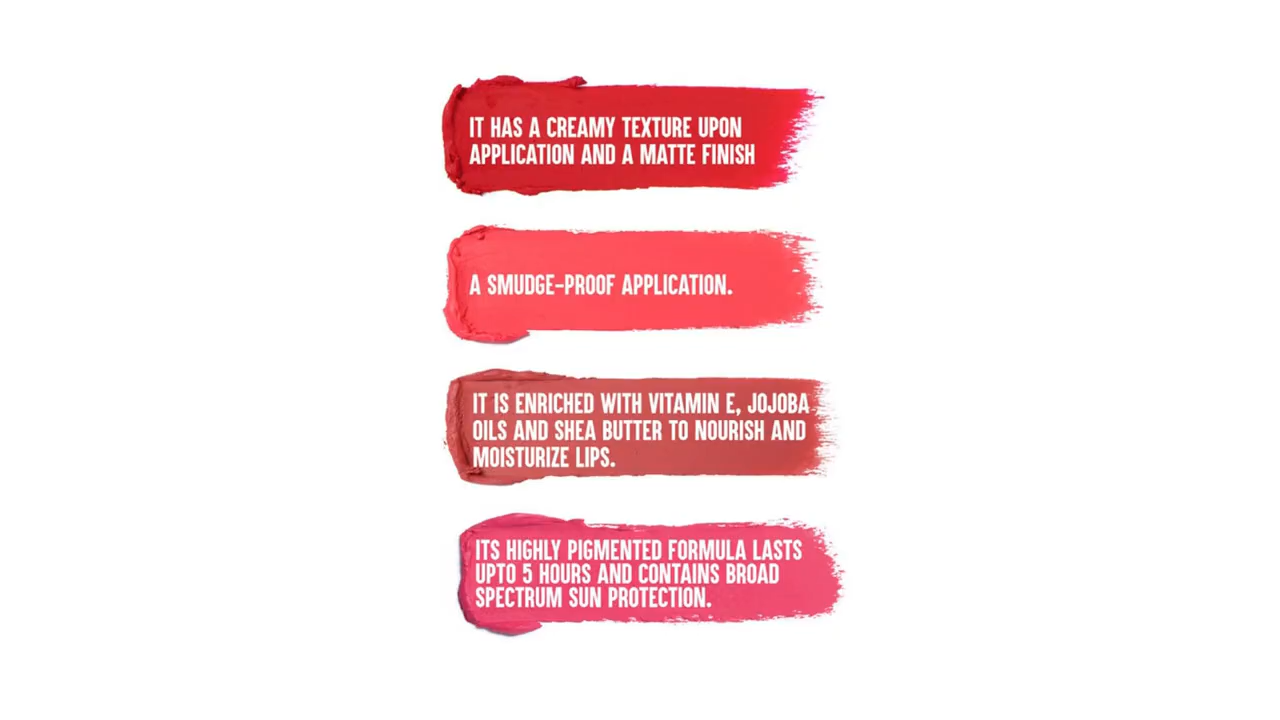 IT HAS A CREAMY TEXTURE UPON
APPLICATION AND A MATTE FINISH
A SMUDGE-PROOF APPLICATION.
IT IS ENRICHED WITH VITAMIN E, JOJOBA
OILS AND SHEA BUTTER TO NOURISH AND
MOISTURIZE LIPS.
ITS HIGHLY PIGMENTED FORMULA LASTS
UPTO 5 HOURS AND CONTAINS BROAD
SPECTRUM SUN PROTECTION.